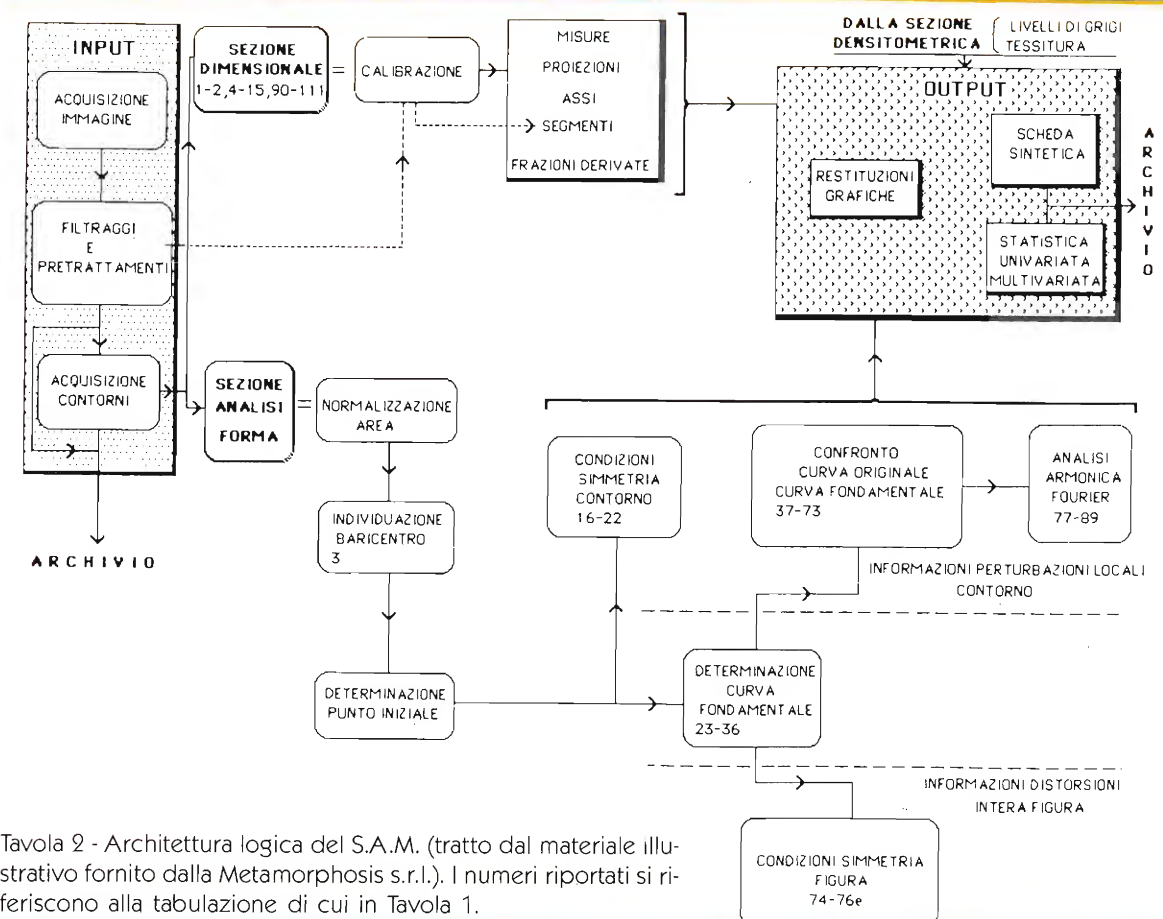 INPUT
ACQUISIZIONE
IMMAGINE
FILTRAGGI
E
PRETRATTAMENTI
ACQUISIZIONE
CONTORNI
ARCHIVIO
SEZIONE
DIMENSIONALE
1-2,4-15,90-111
=
CALIBRAZIONE
MISURE
PROIEZIONI
ASSI
SEGMENTI
FRAZIONI DERIVATE
DALLA SEZIONE
DENSITOMETRICA
{ LIVELLI DI GRIGI
TESSITURA
OUTPUT
RESTITUZIONI
GRAFICHE
SCHEDA
SINTETICA
STATISTICA
UNIVARIATA
MULTIVARIATA
ARCHIVIO
SEZIONE
ANALISI
FORMA
=
NORMALIZZAZIONE
AREA
INDIVIDUAZIONE
BARICENTRO
3
DETERMINAZIONE
PUNTO INIZIALE
CONDIZIONI
SIMMETRIA
CONTORNO
16-22
CONFRONTO
CURVA ORIGINALE
CURVA FONDAMENTALE
37-73
ANALISI
ARMONICA
FOURIER
77-89
INFORMAZIONI PERTURBAZIONI LOCALI
CONTORNO
DETERMINAZIONE
CURVA
FONDAMENTALE
23-36
INFORMAZIONI DISTORSIONI
INTERA FIGURA
CONDIZIONI SIMMETRIA
FIGURA
74-76e
Tavola 2 - Architettura logica del S.A.M. (tratto dal materiale illu-
strativo fornito dalla Metamorphosis s.r.l.). I numeri riportati si ri-
feriscono alla tabulazione di cui in Tavola 1.